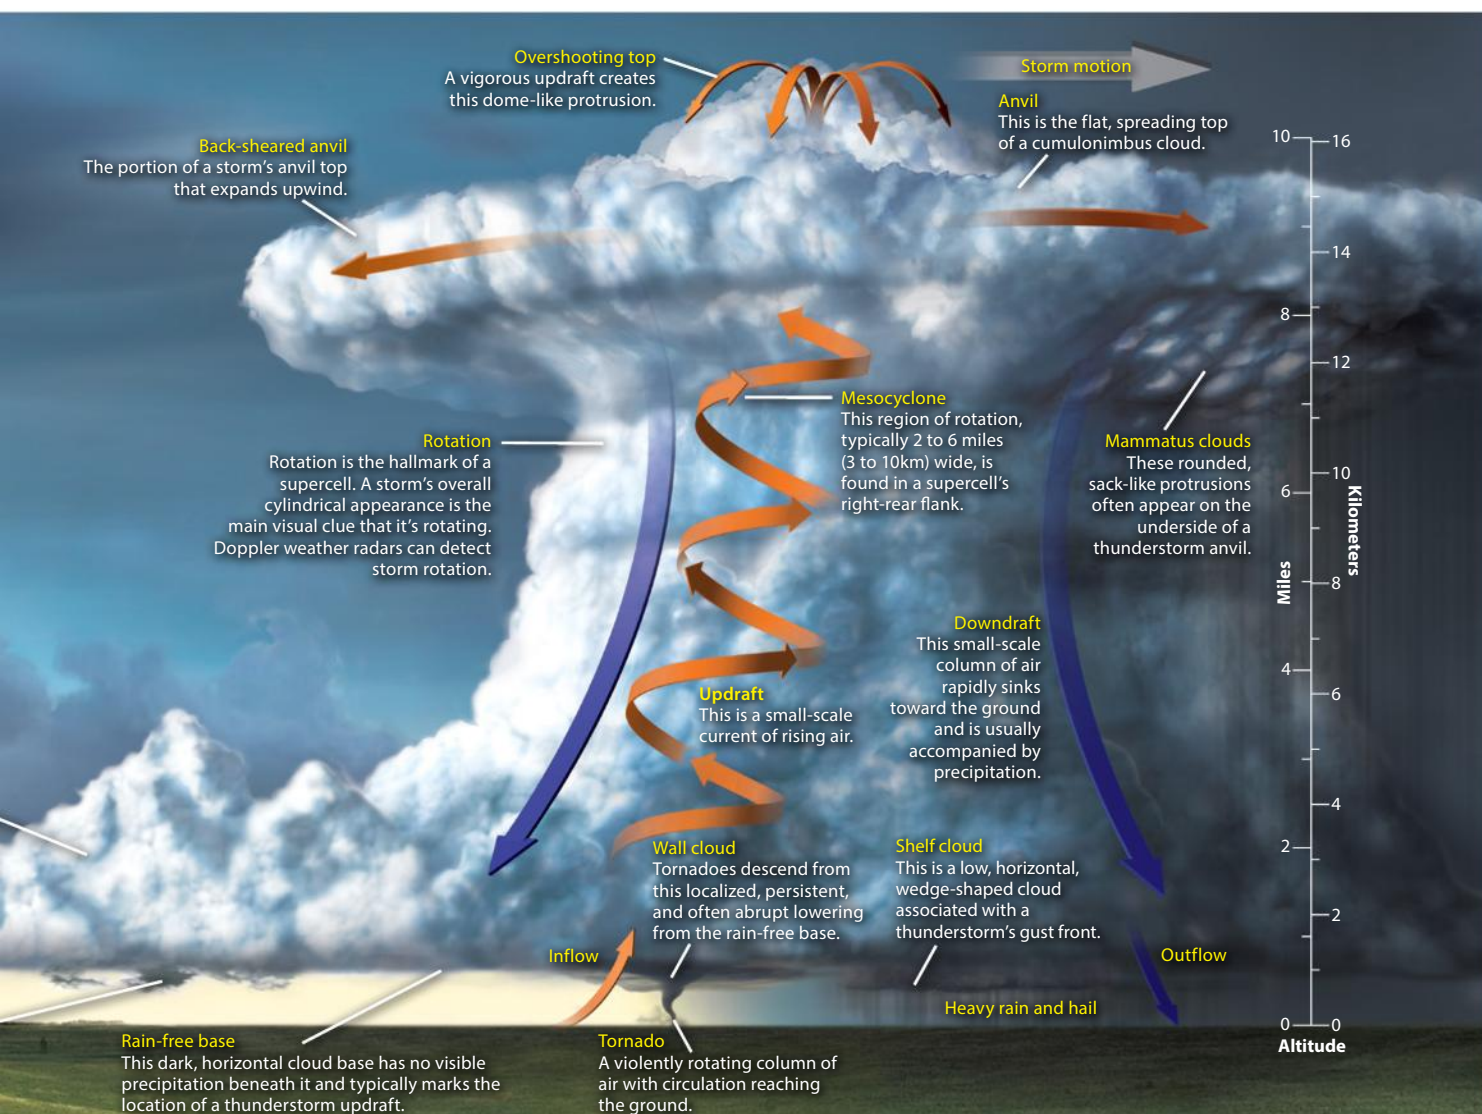 Overshooting top
A vigorous updraft creates
this dome-like protrusion.
Storm motion
Anvil
This is the flat, spreading top
of a cumulonimbus cloud.
Back-sheared anvil
The portion of a storm's anvil top
that expands upwind.
Mesocyclone
This region of rotation,
typically 2 to 6 miles
(3 to 10km) wide, is
found in a supercell's
right-rear flank.
Rotation
Rotation is the hallmark of a
supercell. A storm's overall
cylindrical appearance is the
main visual clue that it's rotating.
Doppler weather radars can detect
storm rotation.
Mammatus clouds
These rounded,
sack-like protrusions
often appear on the
underside of a
thunderstorm anvil.
Updraft
This is a small-scale
current of rising air.
Downdraft
This small-scale
column of air
rapidly sinks
toward the ground
and is usually
accompanied by
precipitation.
Wall cloud
Tornadoes descend from
this localized, persistent,
and often abrupt lowering
from the rain-free base.
Shelf cloud
This is a low, horizontal,
wedge-shaped cloud
associated with a
thunderstorm's gust front.
Inflow
Outflow
Heavy rain and hail
Rain-free base
This dark, horizontal cloud base has no visible
precipitation beneath it and typically marks the
location of a thunderstorm updraft.
Tornado
A violently rotating column of
air with circulation reaching
the ground.
10
8
6
4
2
0
Miles
16
14
12
10
8
6
4
2
0
Kilometers
Altitude